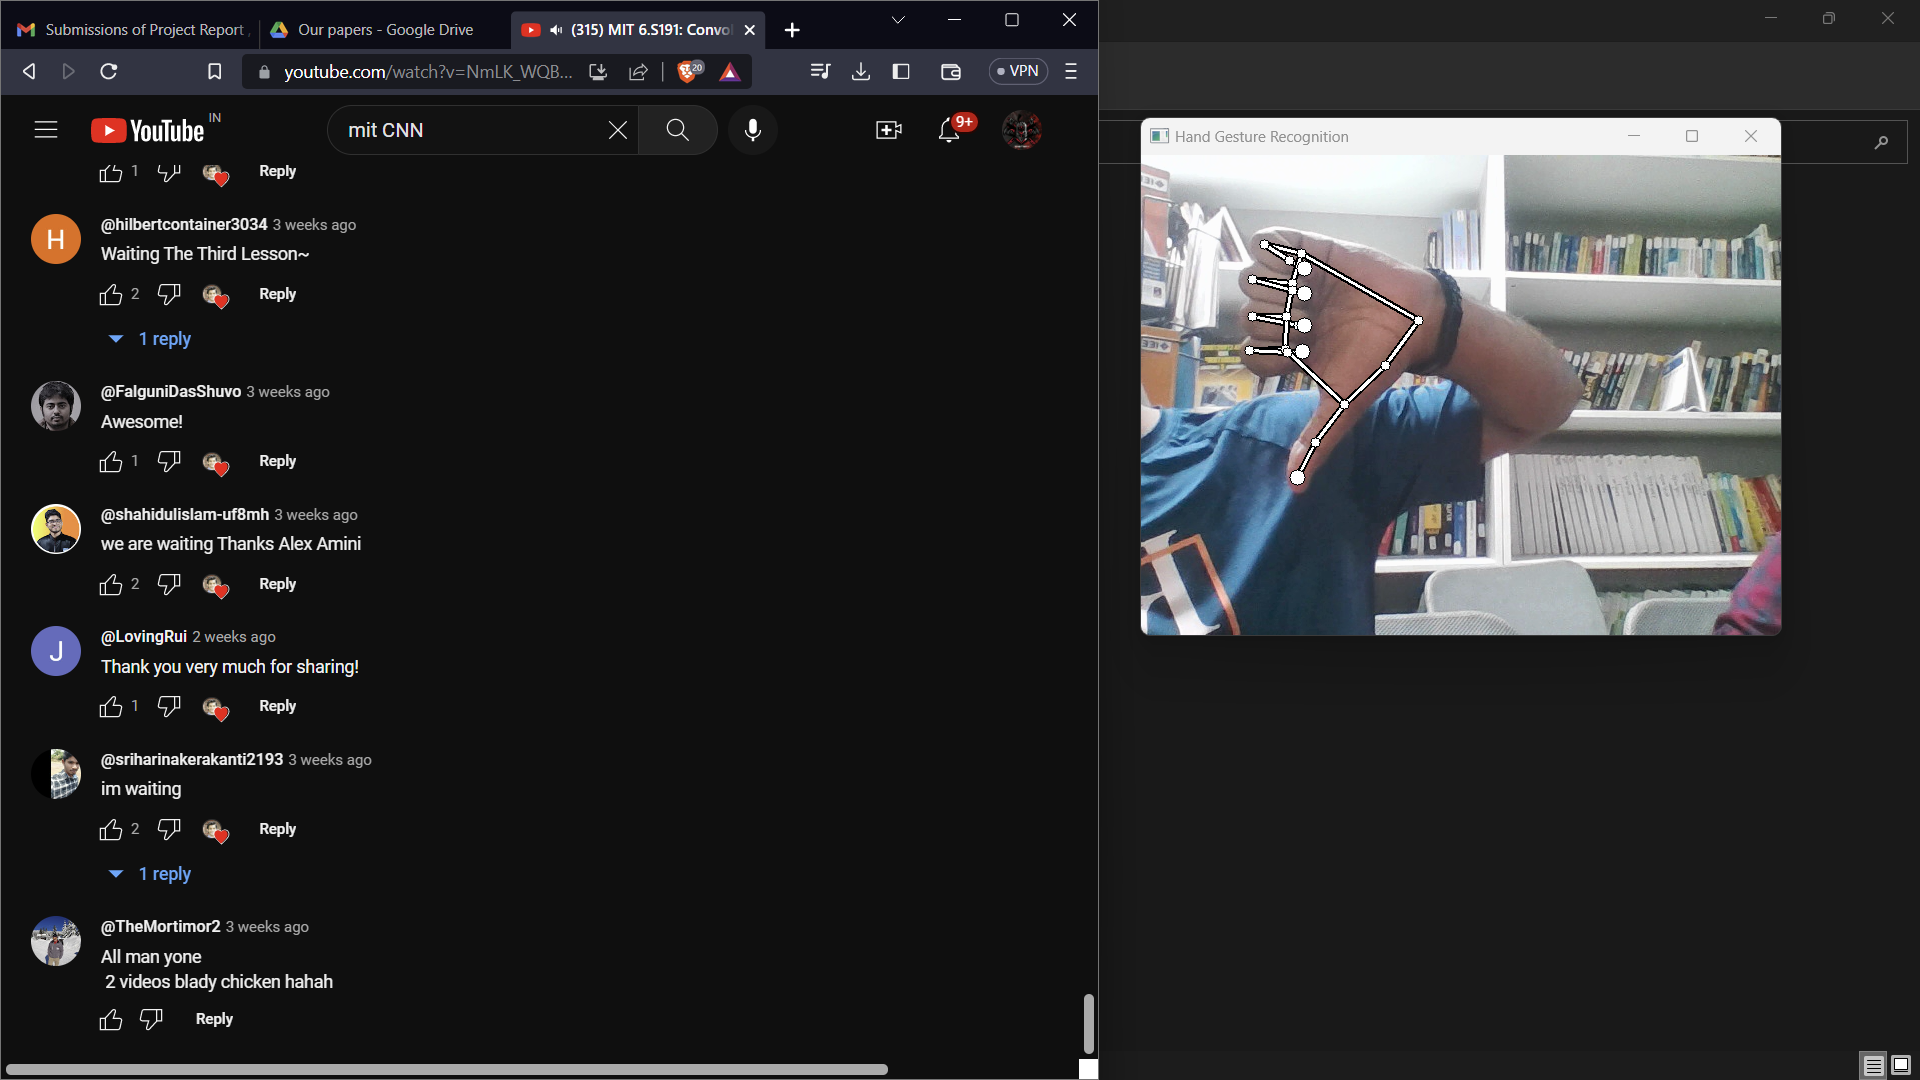 Submissions of Project Report
Our papers - Google Drive
(315) MIT 6.S191: Convol
youtube.com/watch?v=NmLK_WQB...
20
VPN
YouTube IN
mit CNN
9+
1 Reply
@hilbertcontainer3034 3 weeks ago
Waiting The Third Lesson~
2 Reply
1 reply
@FalguniDasShuvo 3 weeks ago
Awesome!
1 Reply
@shahidulislam-uf8mh 3 weeks ago
we are waiting Thanks Alex Amini
2 Reply
@LovingRui 2 weeks ago
Thank you very much for sharing!
1 Reply
@sriharinakerakanti2193 3 weeks ago
im waiting
2 Reply
1 reply
@TheMortimor2 3 weeks ago
All man yone
2 videos blady chicken hahah
Reply
H
J
Hand Gesture Recognition